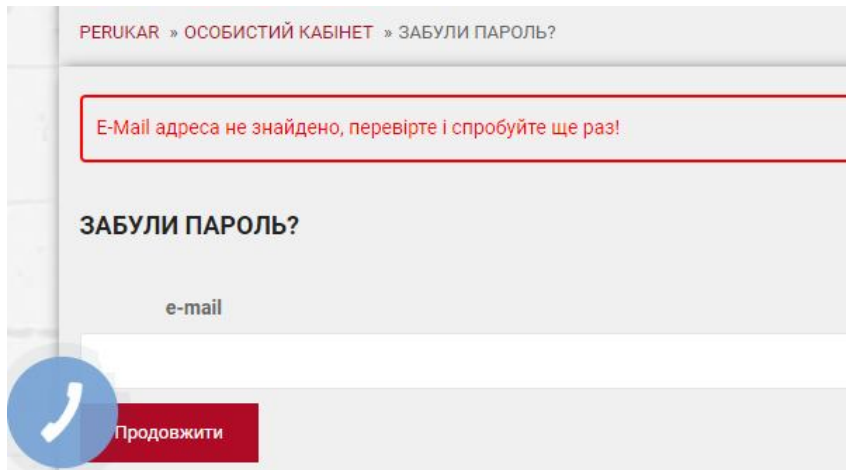 PERUKAR » ОСОБИСТИЙ КАБІНЕТ » ЗАБУЛИ ПАРОЛЬ?
E-Mail адреса не знайдено, перевірте і спробуйте ще раз!
ЗАБУЛИ ПАРОЛЬ?
e-mail
Продовжити